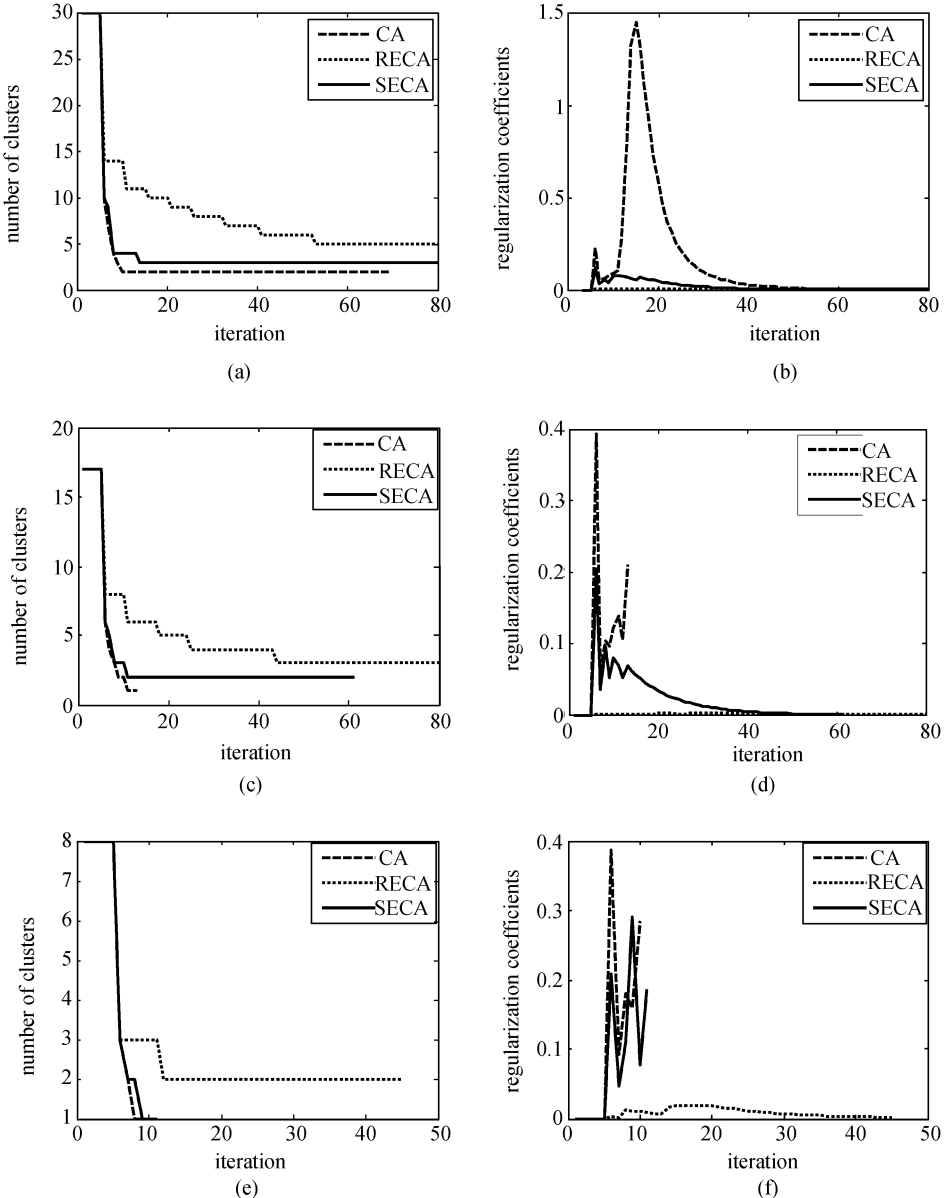 30
25
20
15
10
5
0
number of clusters
CA
RECA
SECA
0 20 40 60 80
iteration
(a)
1.5
1
0.5
0
regularization coefficients
CA
RECA
SECA
0 20 40 60 80
iteration
(b)
20
15
10
5
0
number of clusters
CA
RECA
SECA
0 20 40 60 80
iteration
(c)
0.4
0.3
0.2
0.1
0
regularization coefficients
CA
RECA
SECA
0 20 40 60 80
iteration
(d)
8
7
6
5
4
3
2
1
number of clusters
CA
RECA
SECA
0 10 20 30 40 50
iteration
(e)
0.4
0.3
0.2
0.1
0
regularization coefficients
CA
RECA
SECA
0 10 20 30 40 50
iteration
(f)